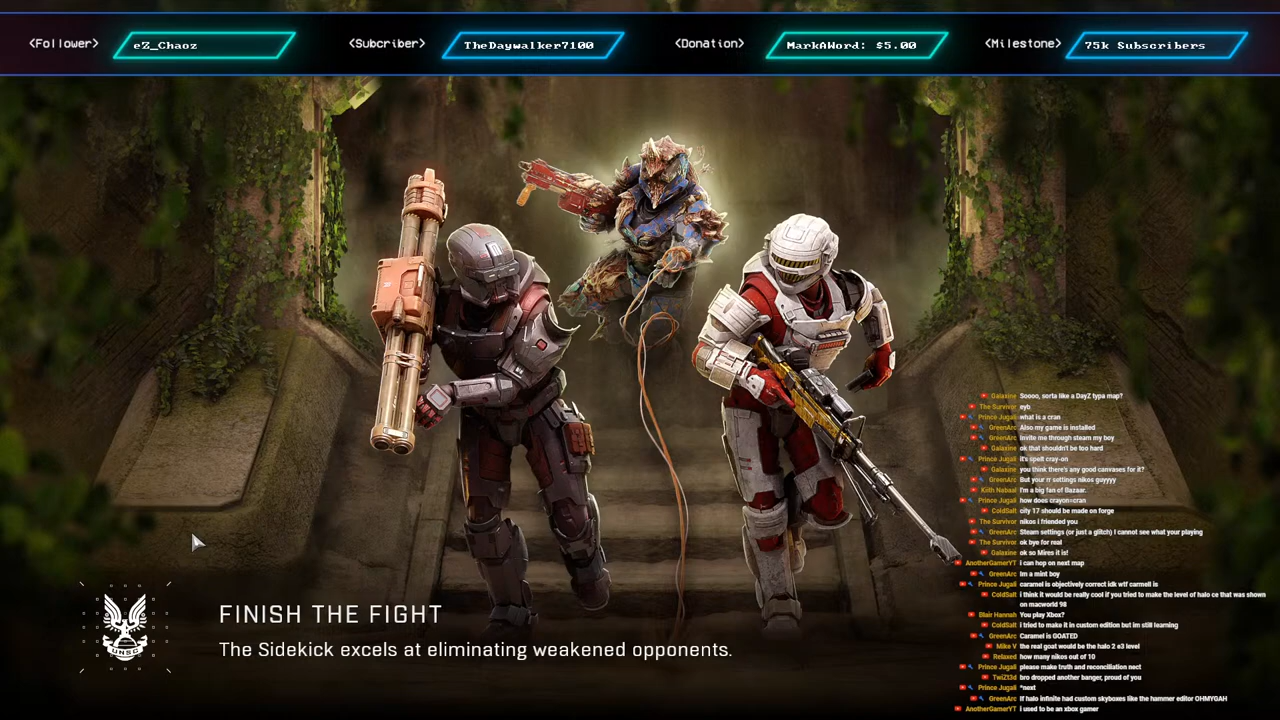 <Follower> eZ_Chaoz <Subcriber> TheDaywalker7100 <Donation> MarkAWord: $5.00 <Milestone> 75k Subscribers
Galaxine Soooo, sorta like a DayZ typa map?
The Survivor eyb
Prince Jugali what is a cran
GreenArc Also my game is installed
GreenArc Invite me through steam my boy
Galaxine ok that shouldn't be too hard
Prince Jugali it's spelt cray-on
Galaxine you think there's any good canvases for it?
GreenArc But your rr settings nikos guyyyy
Keith Nabaal I'm a big fan of Bazaar.
Prince Jugali how does crayon=cran
ColdSalt city 17 should be made on forge
The Survivor nikos i friended you
GreenArc Steam settings (or just a glitch) I cannot see what your playing
The Survivor ok bye for real
Galaxine ok so Mires it is!
AnotherGamerYT i can hop on next map
GreenArc Im a mint boy
Prince Jugali caramel is objectively correct idk wtf carmell is
ColdSalt i think it would be really cool if you tried to make the level of halo ce that was shown
on macworld 98
Blair Hannah You play Xbox?
ColdSalt i tried to make it in custom edition but im still learning
GreenArc Caramel is GOATED
Mike V the real goat would be the halo 2 e3 level
Relaxed how many nikos out of 10
Prince Jugali please make truth and reconciliation nect
TwiZt3d bro dropped another banger, proud of you
Prince Jugali *next
GreenArc If halo infinite had custom skyboxes like the hammer editor OHMYGAH
AnotherGamerYT i used to be an xbox gamer
UNSC
FINISH THE FIGHT
The Sidekick excels at eliminating weakened opponents.